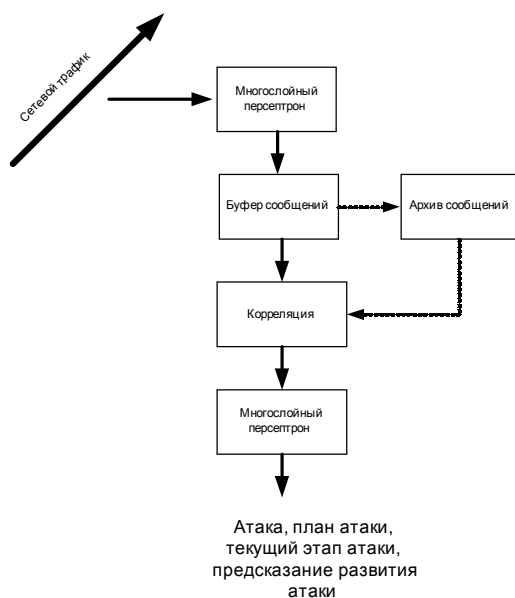 Сетевой трафик
Многослойный
персептрон
Буфер сообщений
Архив сообщений
Корреляция
Многослойный
персептрон
Атака, план атаки,
текущий этап атаки,
предсказание развития
атаки